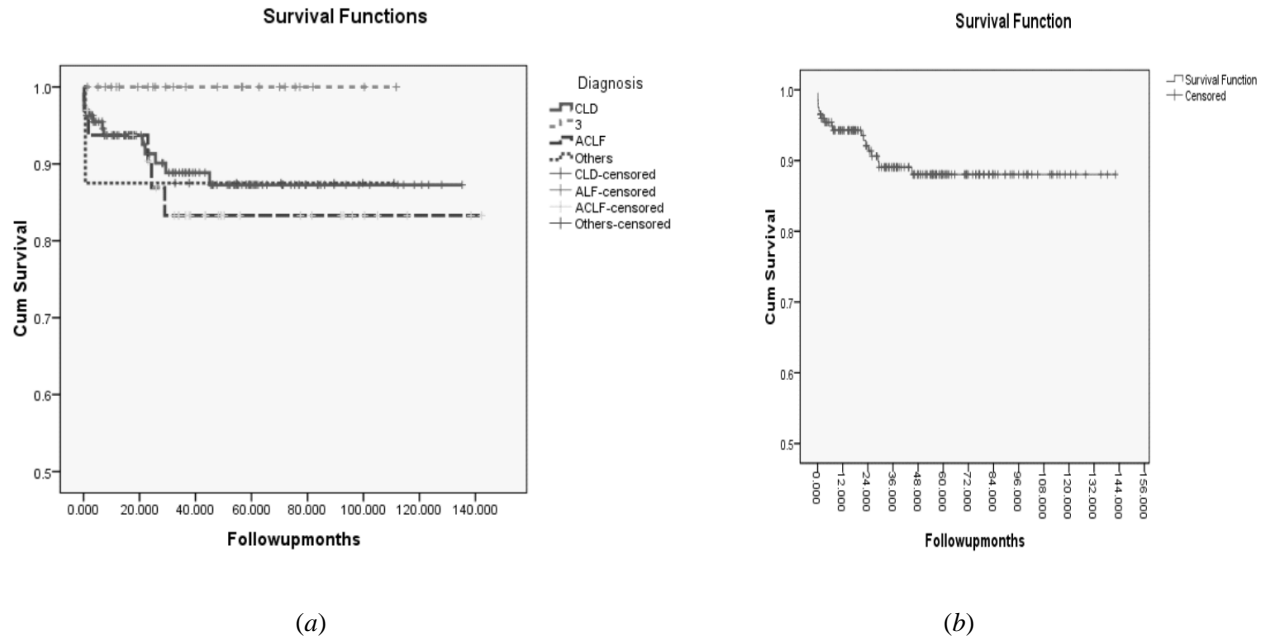 Survival Functions
1.0
0.9
0.8
0.7
0.6
0.5
Cum Survival
0.000 20.000 40.000 60.000 80.000 100.000 120.000 140.000
Followupmonths
Diagnosis
CLD
3
ACLF
Others
CLD-censored
ALF-censored
ACLF-censored
Others-censored
(a)
Survival Function
1.0
0.9
0.8
0.7
0.6
0.5
Cum Survival
0.000
12.000
24.000
36.000
48.000
60.000
72.000
84.000
96.000
108.000
120.000
132.000
144.000
156.000
Followupmonths
Survival Function
Censored
(b)